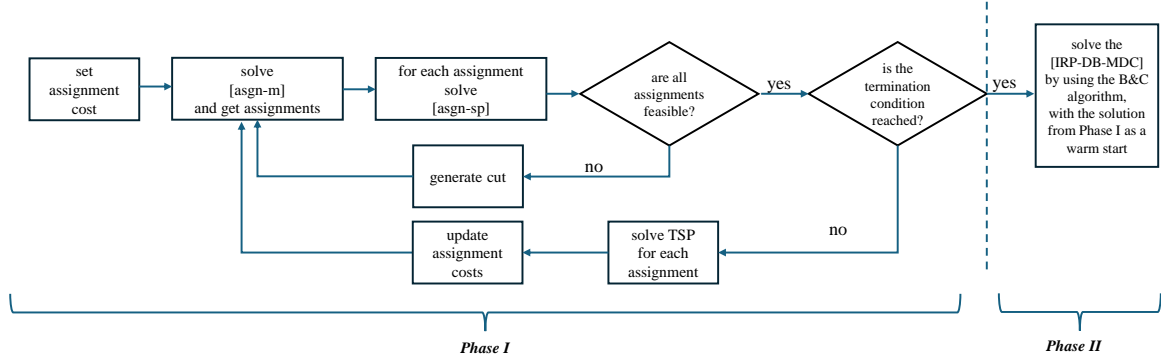 set
assignment
cost
solve
[asgn-m]
and get assignments
for each assignment
solve
[asgn-sp]
are all
assignments
feasible?
yes
is the
termination
condition
reached?
yes
solve the
[IRP-DB-MDC]
by using the B&C
algorithm,
with the solution
from Phase I as a
warm start
generate cut
no
update
assignment
costs
solve TSP
for each
assignment
no
Phase I
Phase II